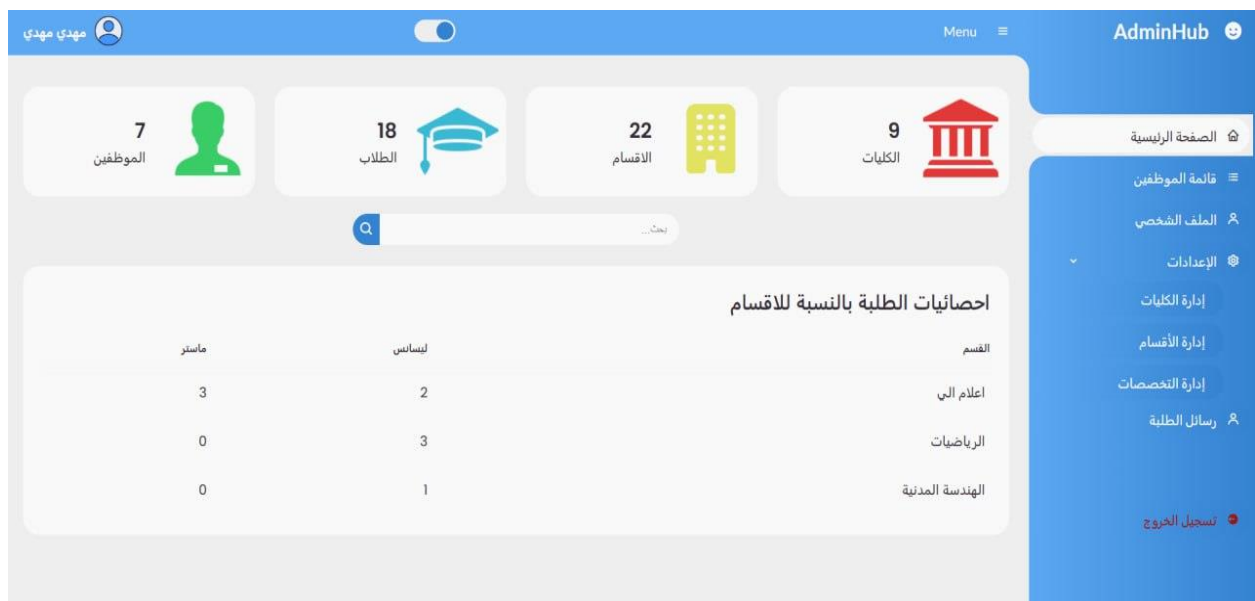 AdminHub
Menu
مهدي مهدي
الصفحة الرئيسية
قائمة الموظفين
الملف الشخصي
الإعدادات
إدارة الكليات
إدارة الأقسام
إدارة التخصصات
رسائل الطلبة
تسجيل الخروج
9
الكليات
22
الاقسام
18
الطلاب
7
الموظفين
بحث...
احصائيات الطلبة بالنسبة للاقسام
القسم ليسانس ماستر
اعلام الي 2 3
الرياضيات 3 0
الهندسة المدنية 1 0